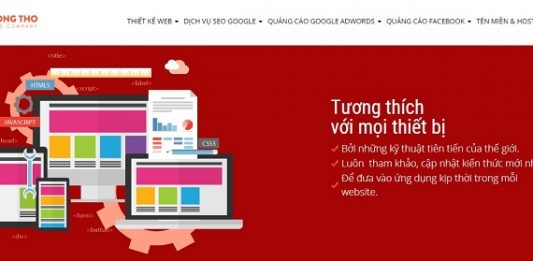 ONG THO
COMPANY
THIẾT KẾ WEB
DỊCH VỤ SEO GOOGLE
QUẢNG CÁO GOOGLE ADWORDS
QUẢNG CÁO FACEBOOK
TÊN MIỀN & HOST
<title>
HTML5
<script>
<label>
JAVASCRIPT
<head>
CSS3
<form>
<button>
<div>
Tương thích
với mọi thiết bị
Bởi những kỹ thuật tiên tiến của thế giới.
Luôn tham khảo, cập nhật kiến thức mới nh
Để đưa vào ứng dụng kịp thời trong mỗi
website.